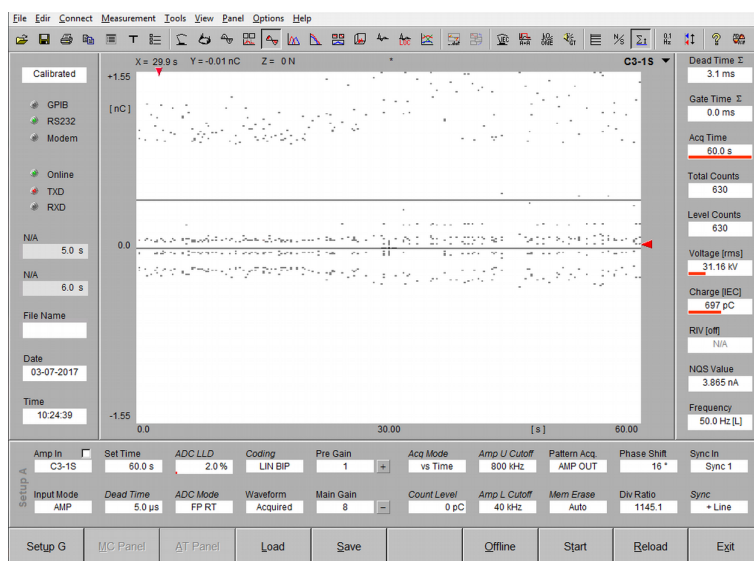 File Edit Connect Measurement Tools View Panel Options Help
X = 29.9 s Y = -0.01 nC Z = 0 N * C3-1S
Calibrated
GPIB
RS232
Modem
Online
TXD
RXD
N/A
5.0 s
N/A
6.0 s
File Name
Date
03-07-2017
Time
10:24:39
+1.55
[ nC ]
0.0
-1.55
0.0 30.00 [ s ] 60.00
Dead Time Σ
3.1 ms
Gate Time Σ
0.0 ms
Acq Time
60.0 s
Total Counts
630
Level Counts
630
Voltage [rms]
31.16 kV
Charge [IEC]
697 pC
RIV [off]
N/A
NQS Value
3.865 nA
Frequency
50.0 Hz [L]
Setup A
Amp In Set Time ADC LLD Coding Pre Gain Acq Mode Amp U Cutoff Pattern Acq. Phase Shift Sync In
C3-1S 60.0 s 2.0 % LIN BIP 1 + vs Time 800 kHz AMP OUT 16 ° Sync 1
Input Mode Dead Time ADC Mode Waveform Main Gain Count Level Amp L Cutoff Mem Erase Div Ratio Sync
AMP 5.0 µs FP RT Acquired 8 – 0 pC 40 kHz Auto 1145.1 + Line
Setup G MC Panel AT Panel Load Save Offline Start Reload Exit